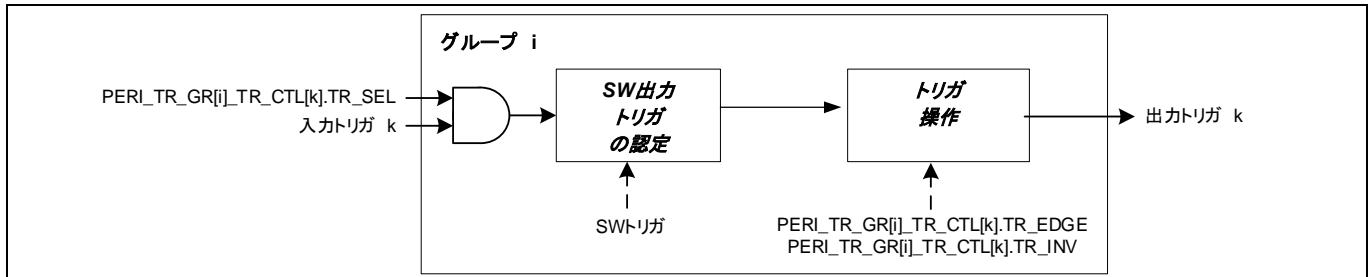 グループ i
PERI_TR_GR[i]_TR_CTL[k].TR_SEL
入力トリガ k
SW出力
トリガ
の認定
トリガ
操作
出力トリガ k
SWトリガ
PERI_TR_GR[i]_TR_CTL[k].TR_EDGE
PERI_TR_GR[i]_TR_CTL[k].TR_INV